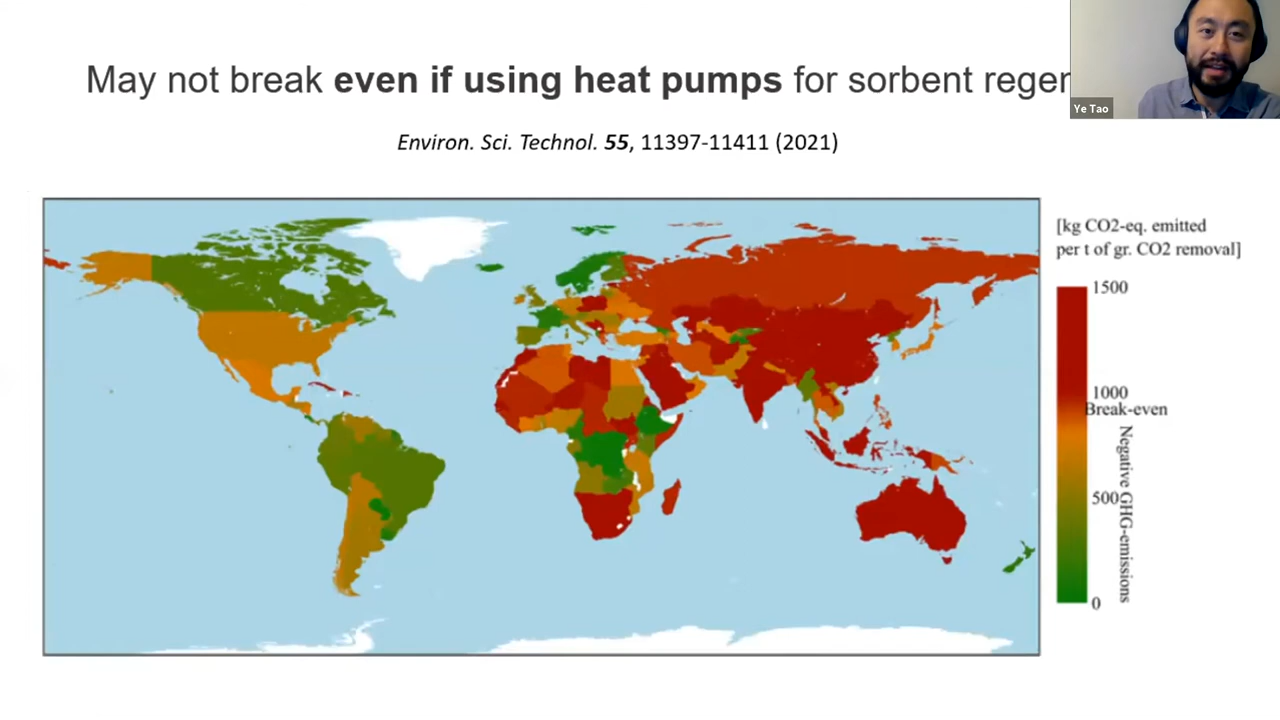 May not break even if using heat pumps for sorbent reger
Environ. Sci. Technol. 55, 11397-11411 (2021)
Ye Tao
[kg CO2-eq. emitted
per t of gr. CO2 removal]
1500
1000
Break-even
500
Negative GHG-emissions
0